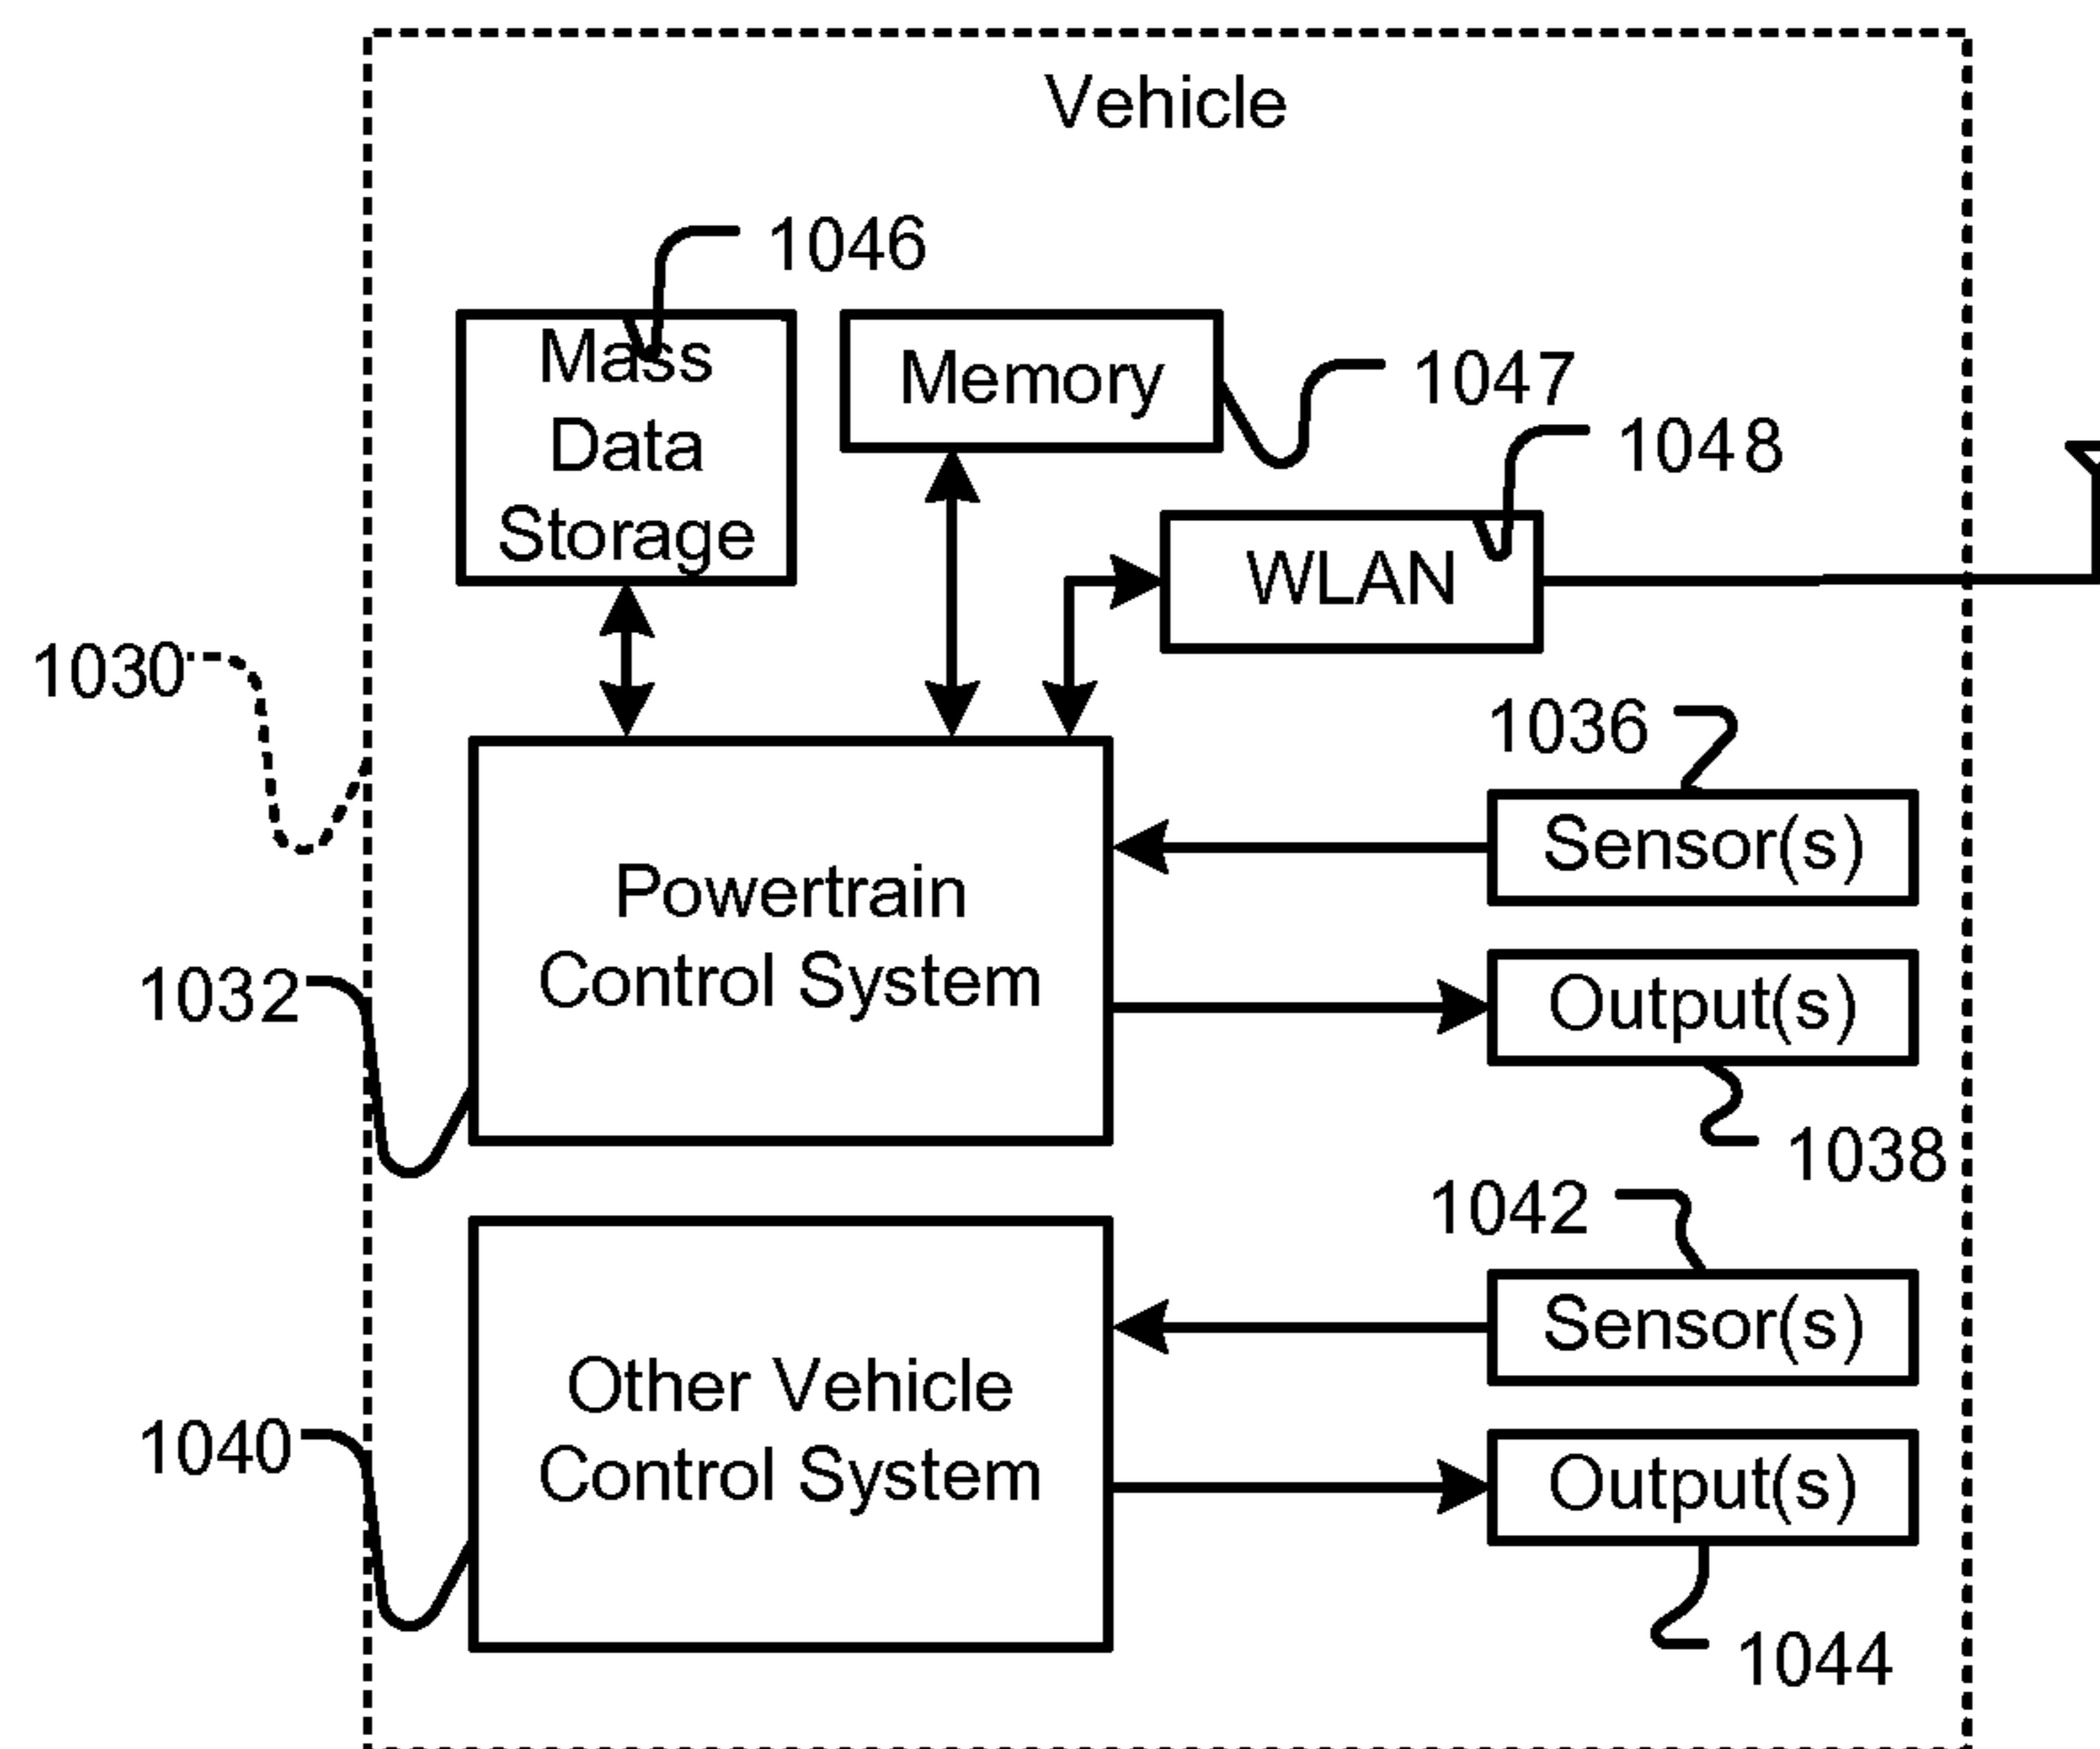 Vehicle
1046
Mass
Data
Storage
Memory
1047
1048
WLAN
1030
1036
Sensor(s)
Powertrain
Control System
1032
Output(s)
1038
1042
Sensor(s)
Other Vehicle
Control System
1040
Output(s)
1044